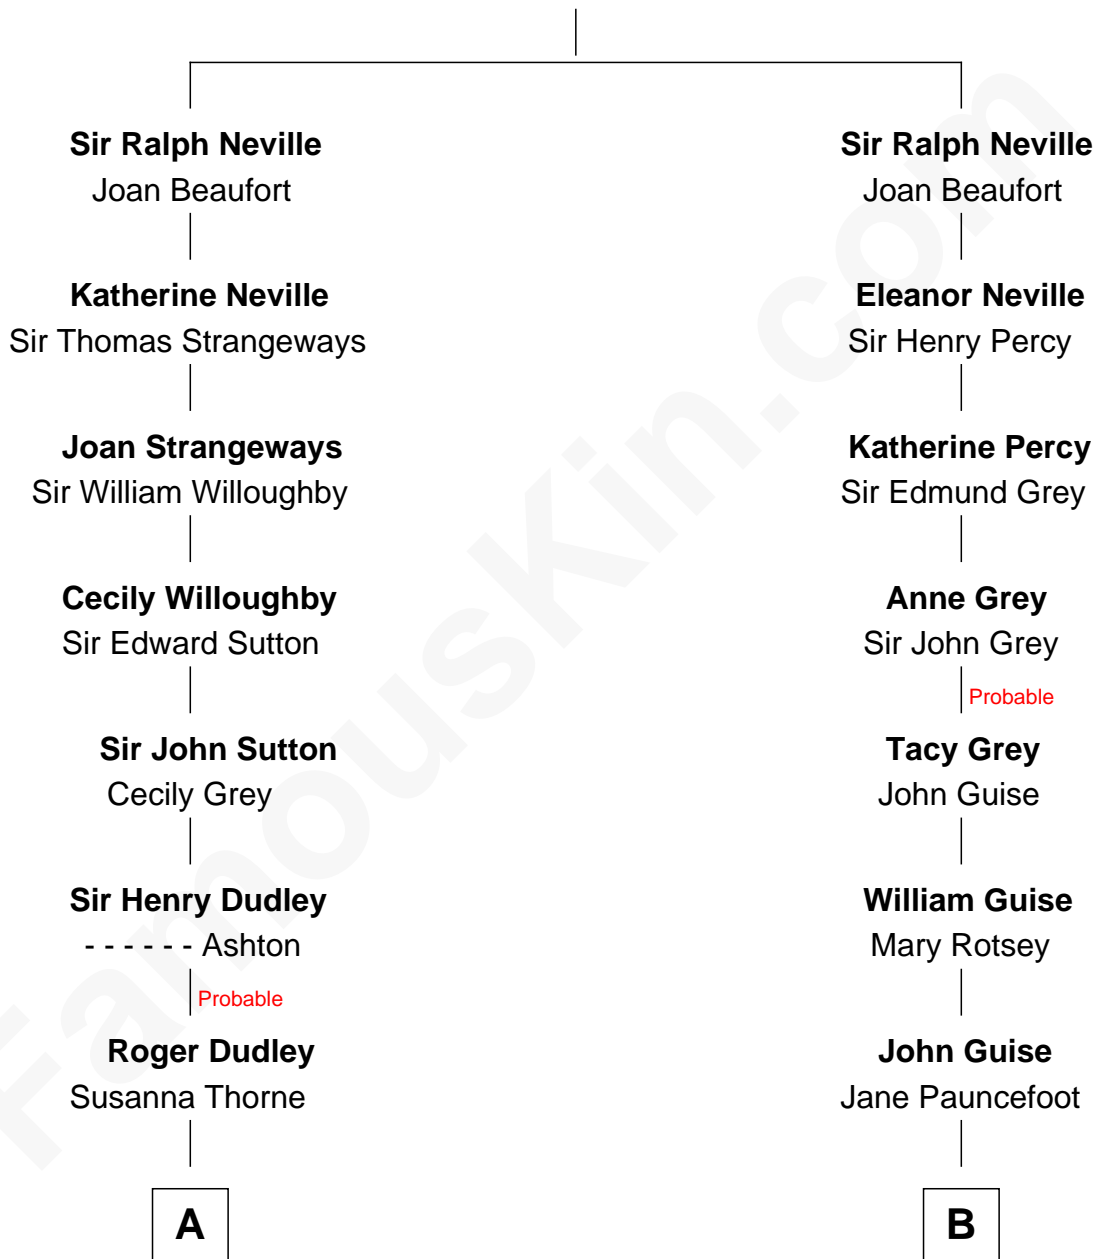 Sir Ralph Neville
Joan Beaufort
Katherine Neville
Sir Thomas Strangeways
Joan Strangeways
Sir William Willoughby
Cecily Willoughby
Sir Edward Sutton
Sir John Sutton
Cecily Grey
Sir Henry Dudley
- - - - - - Ashton
Probable
Roger Dudley
Susanna Thorne
A
Sir Ralph Neville
Joan Beaufort
Eleanor Neville
Sir Henry Percy
Katherine Percy
Sir Edmund Grey
Anne Grey
Sir John Grey
Probable
Tacy Grey
John Guise
William Guise
Mary Rotsey
John Guise
Jane Pauncefoot
B
FamousKin.com